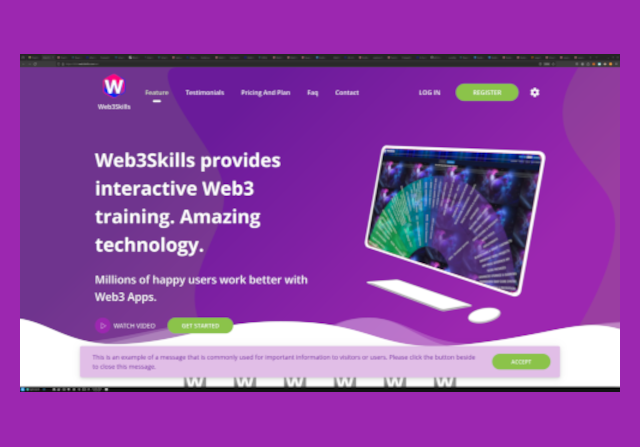 W
Web3Skills
Feature
Testimonials
Pricing And Plan
Faq
Contact
LOG IN
REGISTER
Web3Skills provides
interactive Web3
training. Amazing
technology.
Millions of happy users work better with
Web3 Apps.
WATCH VIDEO
GET STARTED
This is an example of a message that is commonly used for important information to visitors or users. Please click the button beside
to close this message.
ACCEPT
W W W W W W